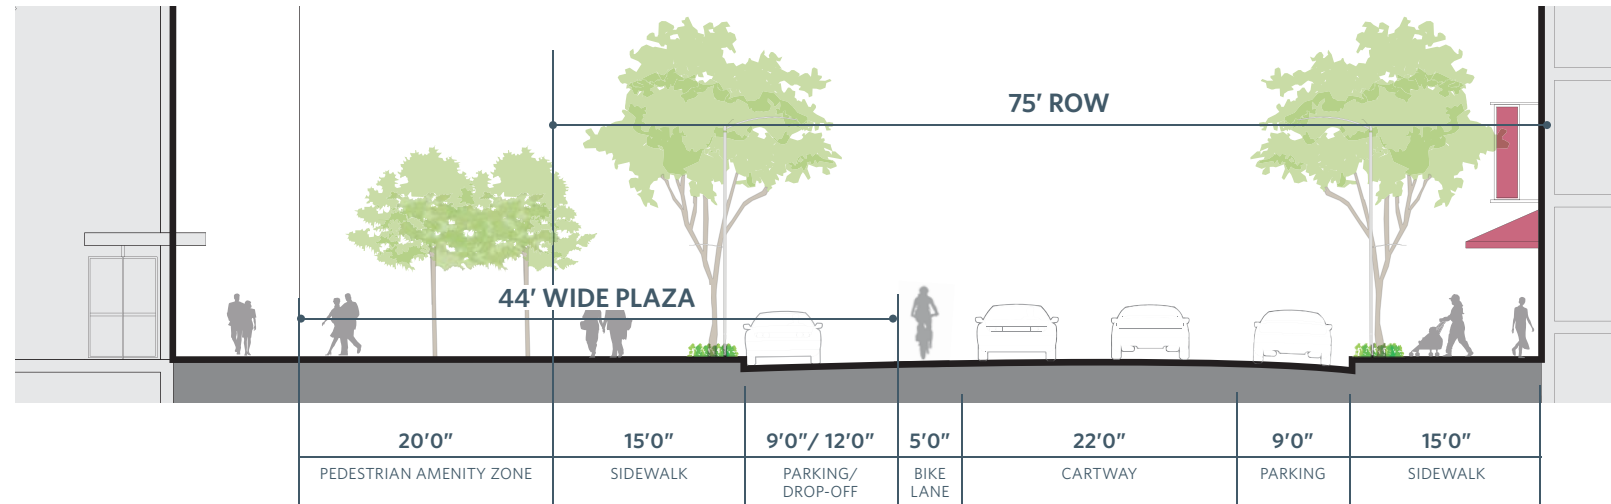 75’ ROW
44’ WIDE PLAZA
20’0” 15’0” 9’0”/ 12’0” 5’0” 22’0” 9’0” 15’0”
PEDESTRIAN AMENITY ZONE SIDEWALK PARKING/ BIKE CARTWAY PARKING SIDEWALK
DROP-OFF LANE